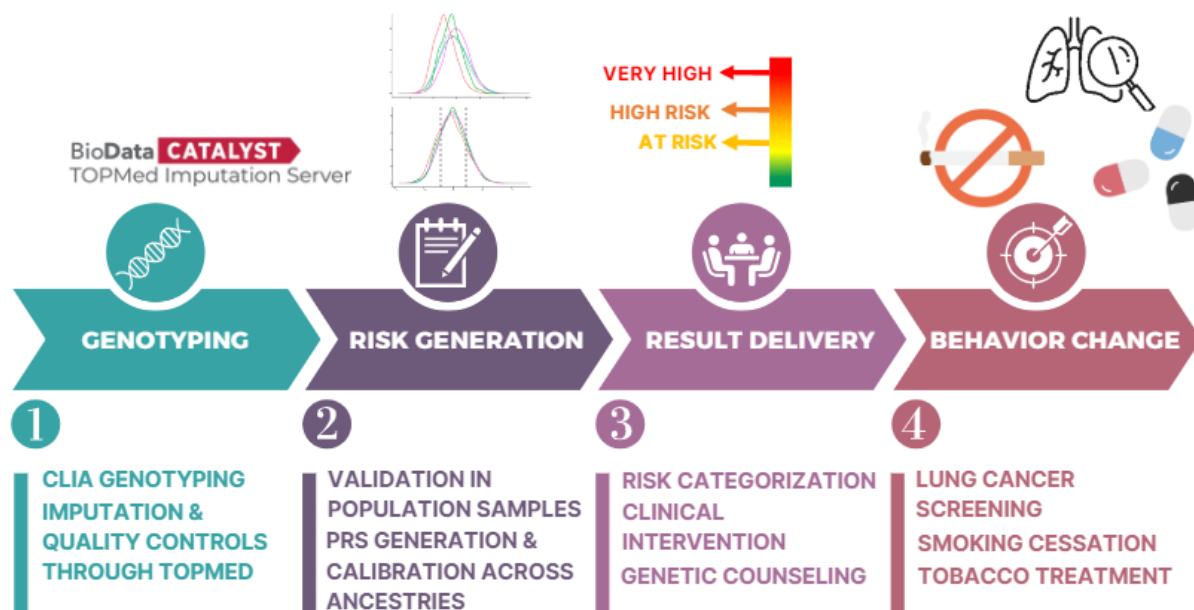 BioData CATALYST
TOPMed Imputation Server
VERY HIGH
HIGH RISK
AT RISK
GENOTYPING
RISK GENERATION
RESULT DELIVERY
BEHAVIOR CHANGE
1
CLIA GENOTYPING
IMPUTATION &
QUALITY CONTROLS
THROUGH TOPMED
2
VALIDATION IN
POPULATION SAMPLES
PRS GENERATION &
CALIBRATION ACROSS
ANCESTRIES
3
RISK CATEGORIZATION
CLINICAL
INTERVENTION
GENETIC COUNSELING
4
LUNG CANCER
SCREENING
SMOKING CESSATION
TOBACCO TREATMENT